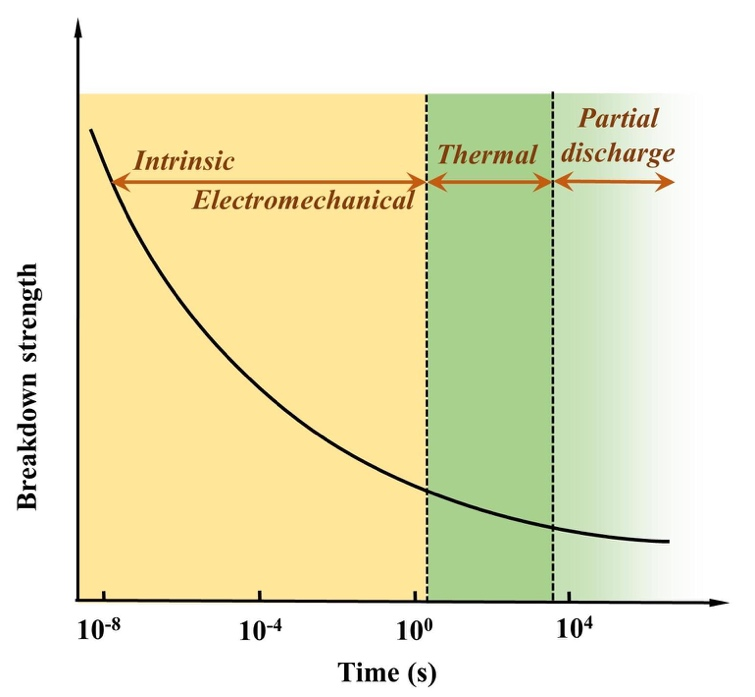 Partial
discharge
Intrinsic
Thermal
Electromechanical
Breakdown strength
10⁻⁸
10⁻⁴
10⁰
10⁴
Time (s)